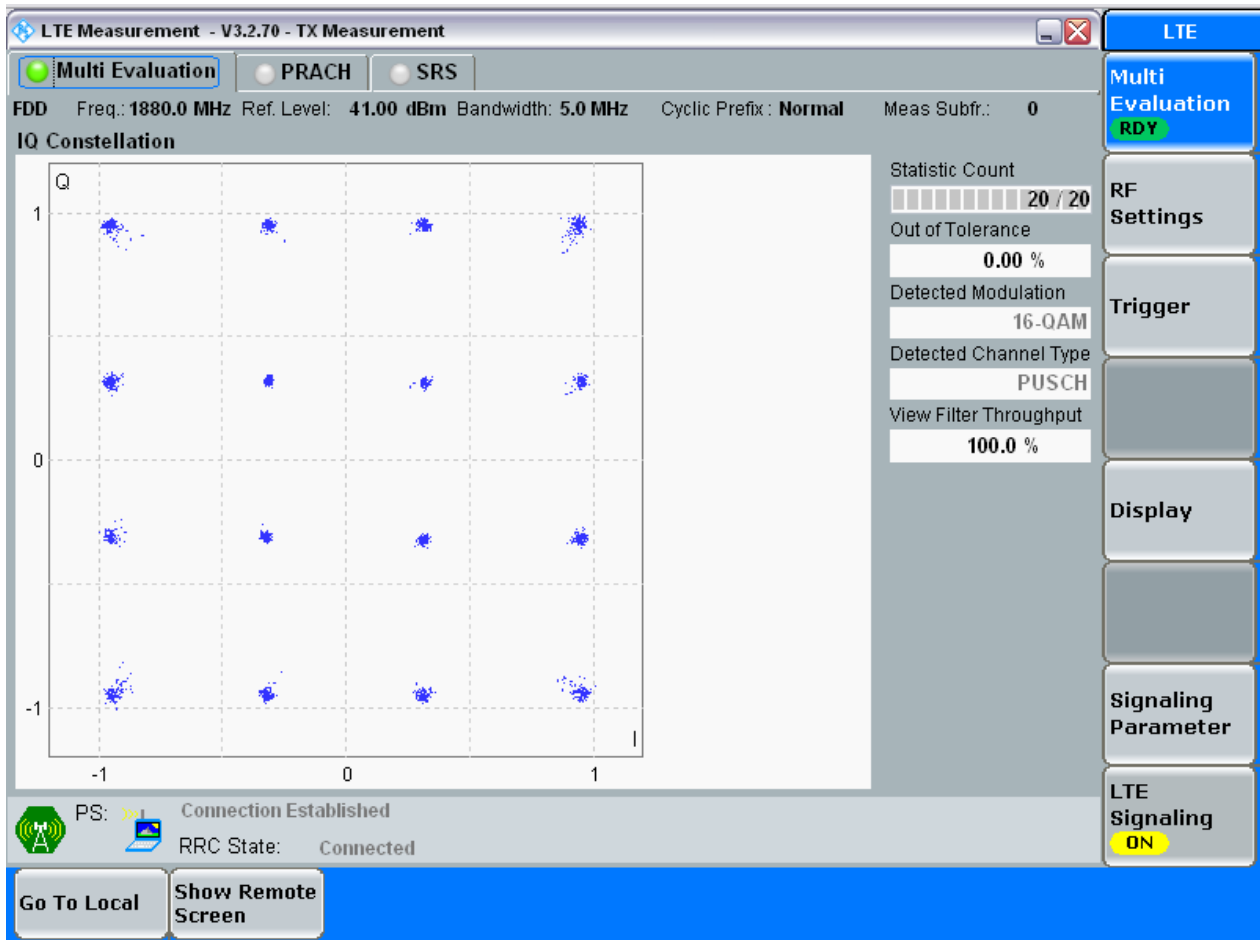 LTE Measurement - V3.2.70 - TX Measurement
LTE
Multi Evaluation PRACH SRS
Multi
Evaluation
RDY
FDD Freq.: 1880.0 MHz Ref. Level: 41.00 dBm Bandwidth: 5.0 MHz Cyclic Prefix : Normal Meas Subfr.: 0
IQ Constellation
Q
1
0
-1
I
-1 0 1
Statistic Count
20 / 20
Out of Tolerance
0.00 %
Detected Modulation
16-QAM
Detected Channel Type
PUSCH
View Filter Throughput
100.0 %
RF
Settings
Trigger
Display
Signaling
Parameter
LTE
Signaling
ON
PS: Connection Established
RRC State: Connected
Go To Local
Show Remote
Screen